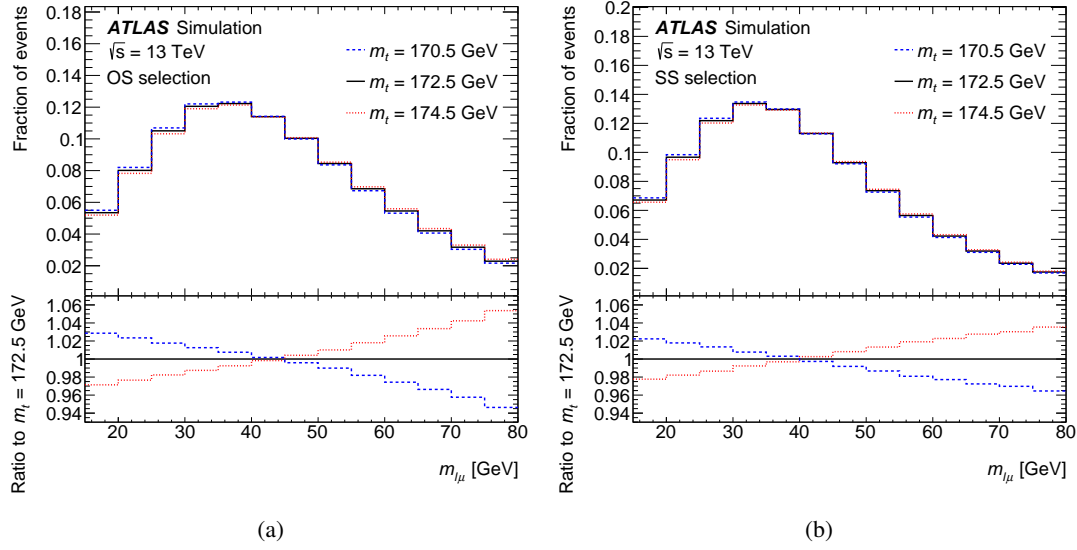 ATLAS Simulation
√s = 13 TeV
OS selection
m_t = 170.5 GeV
m_t = 172.5 GeV
m_t = 174.5 GeV
Fraction of events
0.18
0.16
0.14
0.12
0.10
0.08
0.06
0.04
0.02
Ratio to m_t = 172.5 GeV
1.06
1.04
1.02
1
0.98
0.96
0.94
20 30 40 50 60 70 80
m_lμ [GeV]
(a)
ATLAS Simulation
√s = 13 TeV
SS selection
m_t = 170.5 GeV
m_t = 172.5 GeV
m_t = 174.5 GeV
Fraction of events
0.2
0.18
0.16
0.14
0.12
0.1
0.08
0.06
0.04
0.02
Ratio to m_t = 172.5 GeV
1.06
1.04
1.02
1
0.98
0.96
0.94
20 30 40 50 60 70 80
m_lμ [GeV]
(b)